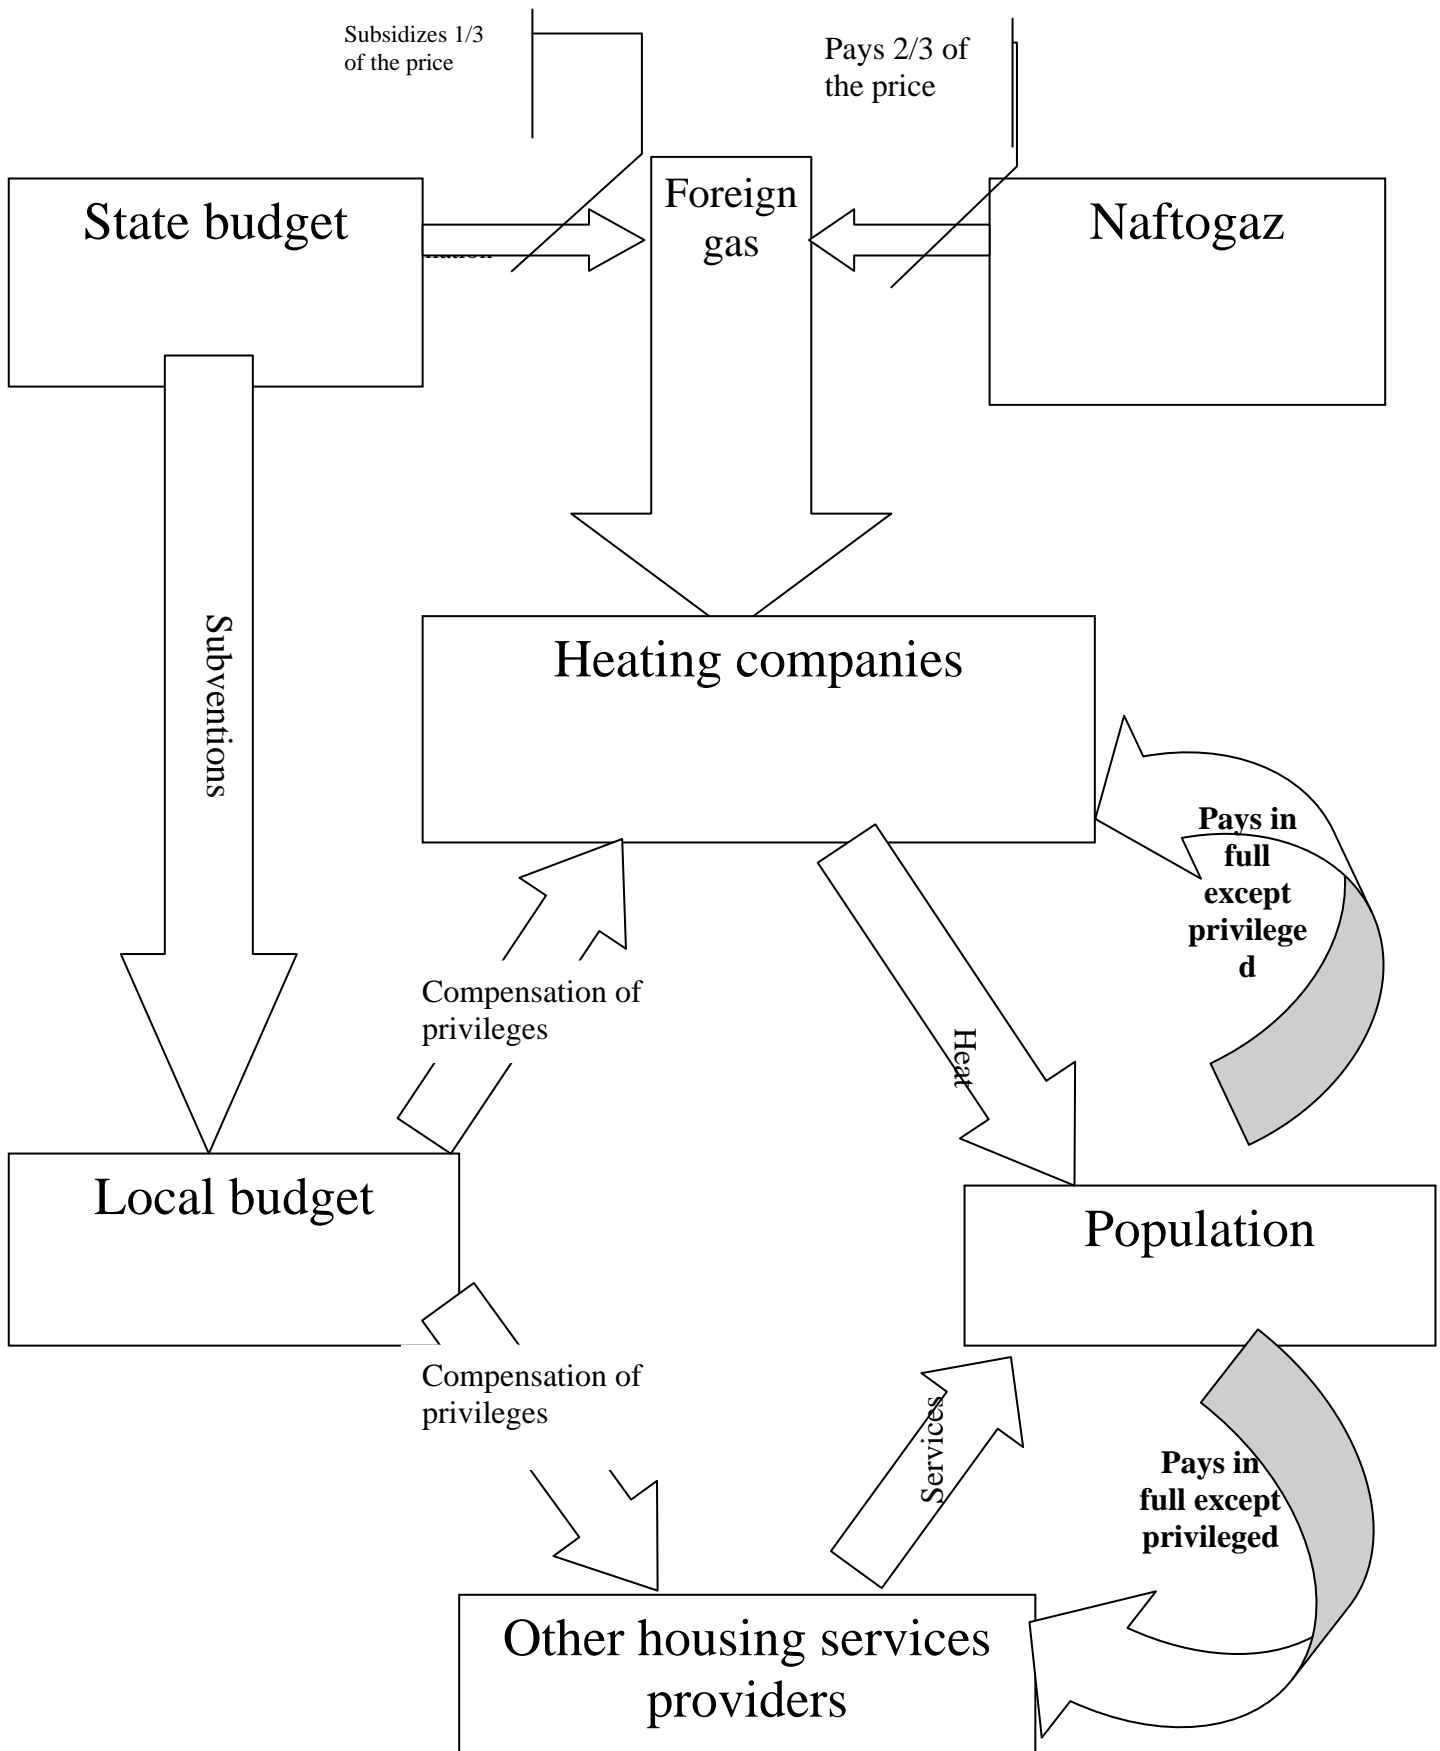 Subsidizes 1/3
of the price
Pays 2/3 of
the price
State budget
Foreign
gas
Naftogaz
Subventions
Heating companies
Pays in
full
except
privilege
d
Compensation of
privileges
Heat
Local budget
Population
Compensation of
privileges
Services
Pays in
full except
privileged
Other housing services
providers